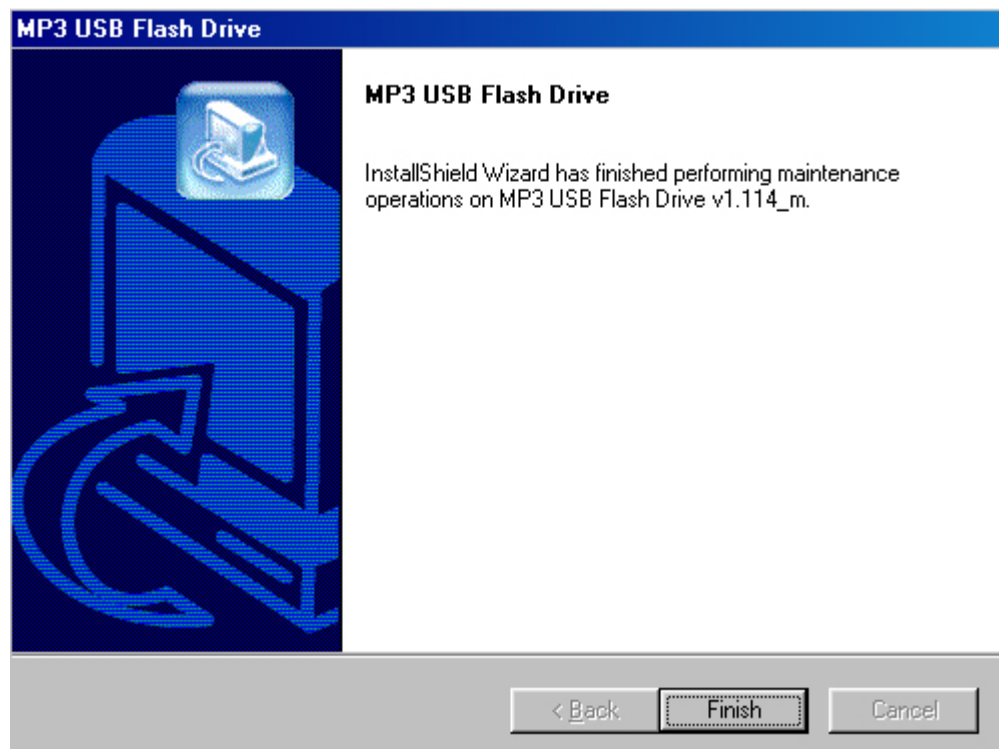 MP3 USB Flash Drive
MP3 USB Flash Drive
InstallShield Wizard has finished performing maintenance
operations on MP3 USB Flash Drive v1.114_m.
< Back
Finish
Cancel